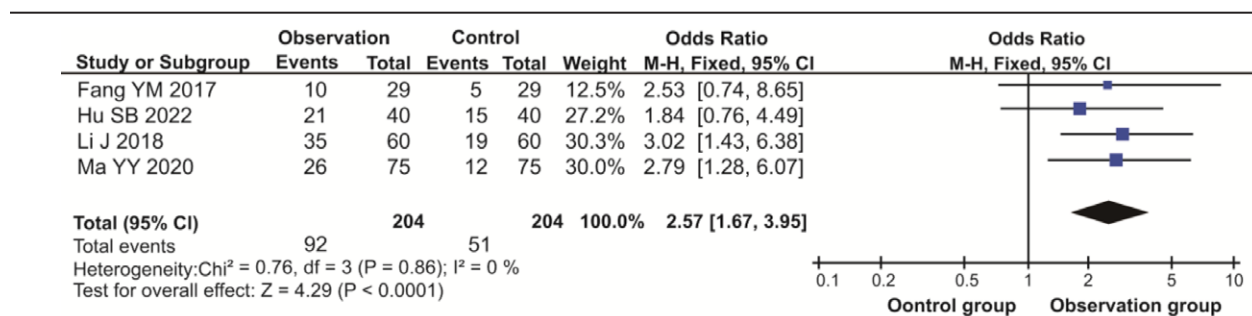 Observation Control Odds Ratio Odds Ratio
Study or Subgroup Events Total Events Total Weight M-H, Fixed, 95% CI M-H, Fixed, 95% CI
Fang YM 2017 10 29 5 29 12.5% 2.53 [0.74, 8.65]
Hu SB 2022 21 40 15 40 27.2% 1.84 [0.76, 4.49]
Li J 2018 35 60 19 60 30.3% 3.02 [1.43, 6.38]
Ma YY 2020 26 75 12 75 30.0% 2.79 [1.28, 6.07]
Total (95% CI) 204 204 100.0% 2.57 [1.67, 3.95]
Total events 92 51
Heterogeneity:Chi² = 0.76, df = 3 (P = 0.86); I² = 0 %
Test for overall effect: Z = 4.29 (P < 0.0001)
0.1 0.2 0.5 1 2 5 10
Oontrol group Observation group